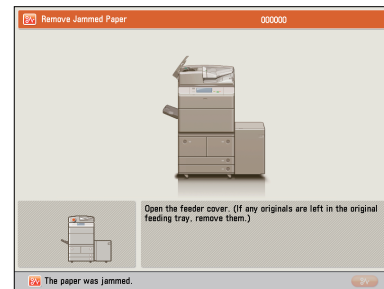 Remove Jammed Paper 000000
Open the feeder cover. (If any originals are left in the original
feeding tray, remove them.)
The paper was jammed.